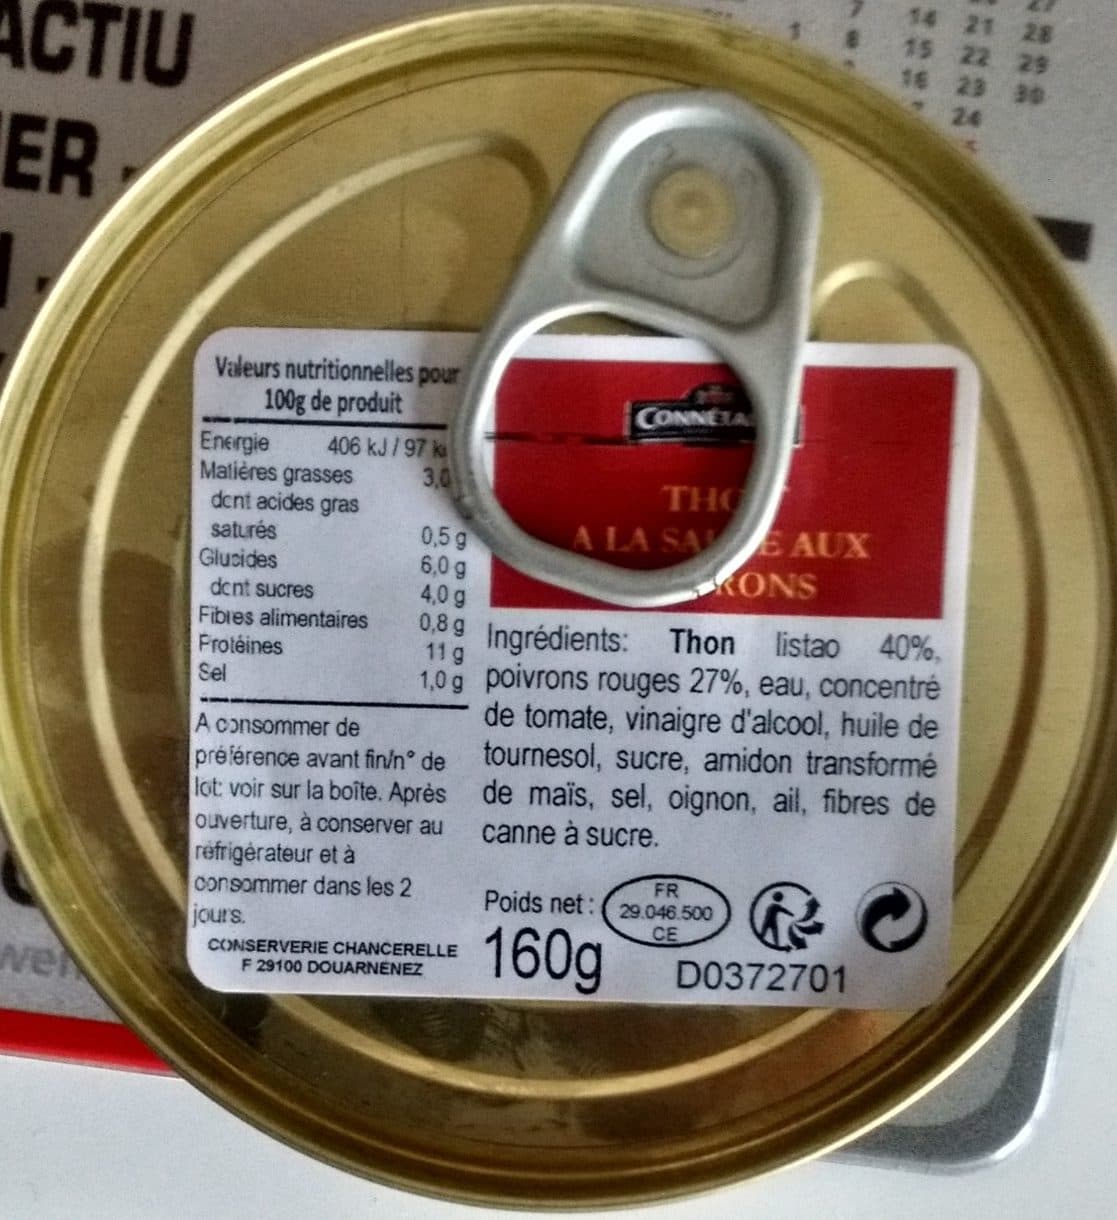 ACTIU
ER -
7 14 21 28
1 8 15 22 29
16 23 30
24
Valeurs nutritionnelles pour
100g de produit
Energie 406 kJ / 97
Matières grasses 3,0
dont acides gras
saturés 0,5 g
Glucides 6,0 g
dont sucres 4,0 g
Fibres alimentaires 0,8 g
Protéines 11 g
Sel 1,0 g
A consommer de
préférence avant fin/n° de
lot: voir sur la boîte. Après
ouverture, à conserver au
réfrigérateur et à
consommer dans les 2
jours.
CONSERVERIE CHANCERELLE
F 29100 DOUARNENEZ
CONNÉTA
A LA E AUX
RONS
Ingrédients: Thon listao 40%,
poivrons rouges 27%, eau, concentré
de tomate, vinaigre d'alcool, huile de
tournesol, sucre, amidon transformé
de maïs, sel, oignon, ail, fibres de
canne à sucre.
Poids net :
160g
FR
29.046.500
CE
D0372701